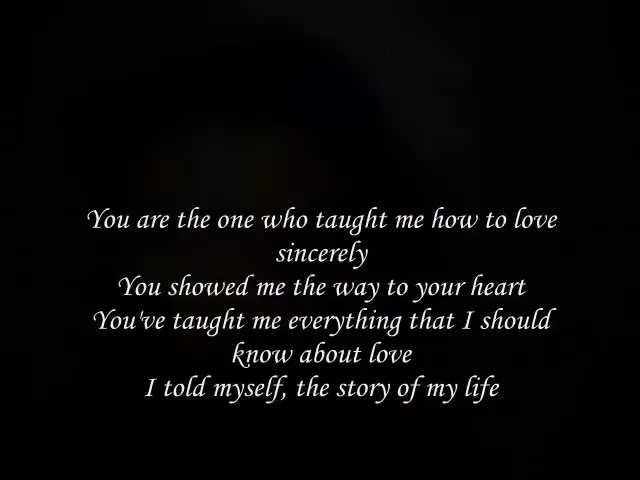 You are the one who taught me how to love
sincerely
You showed me the way to your heart
You've taught me everything that I should
know about love
I told myself, the story of my life